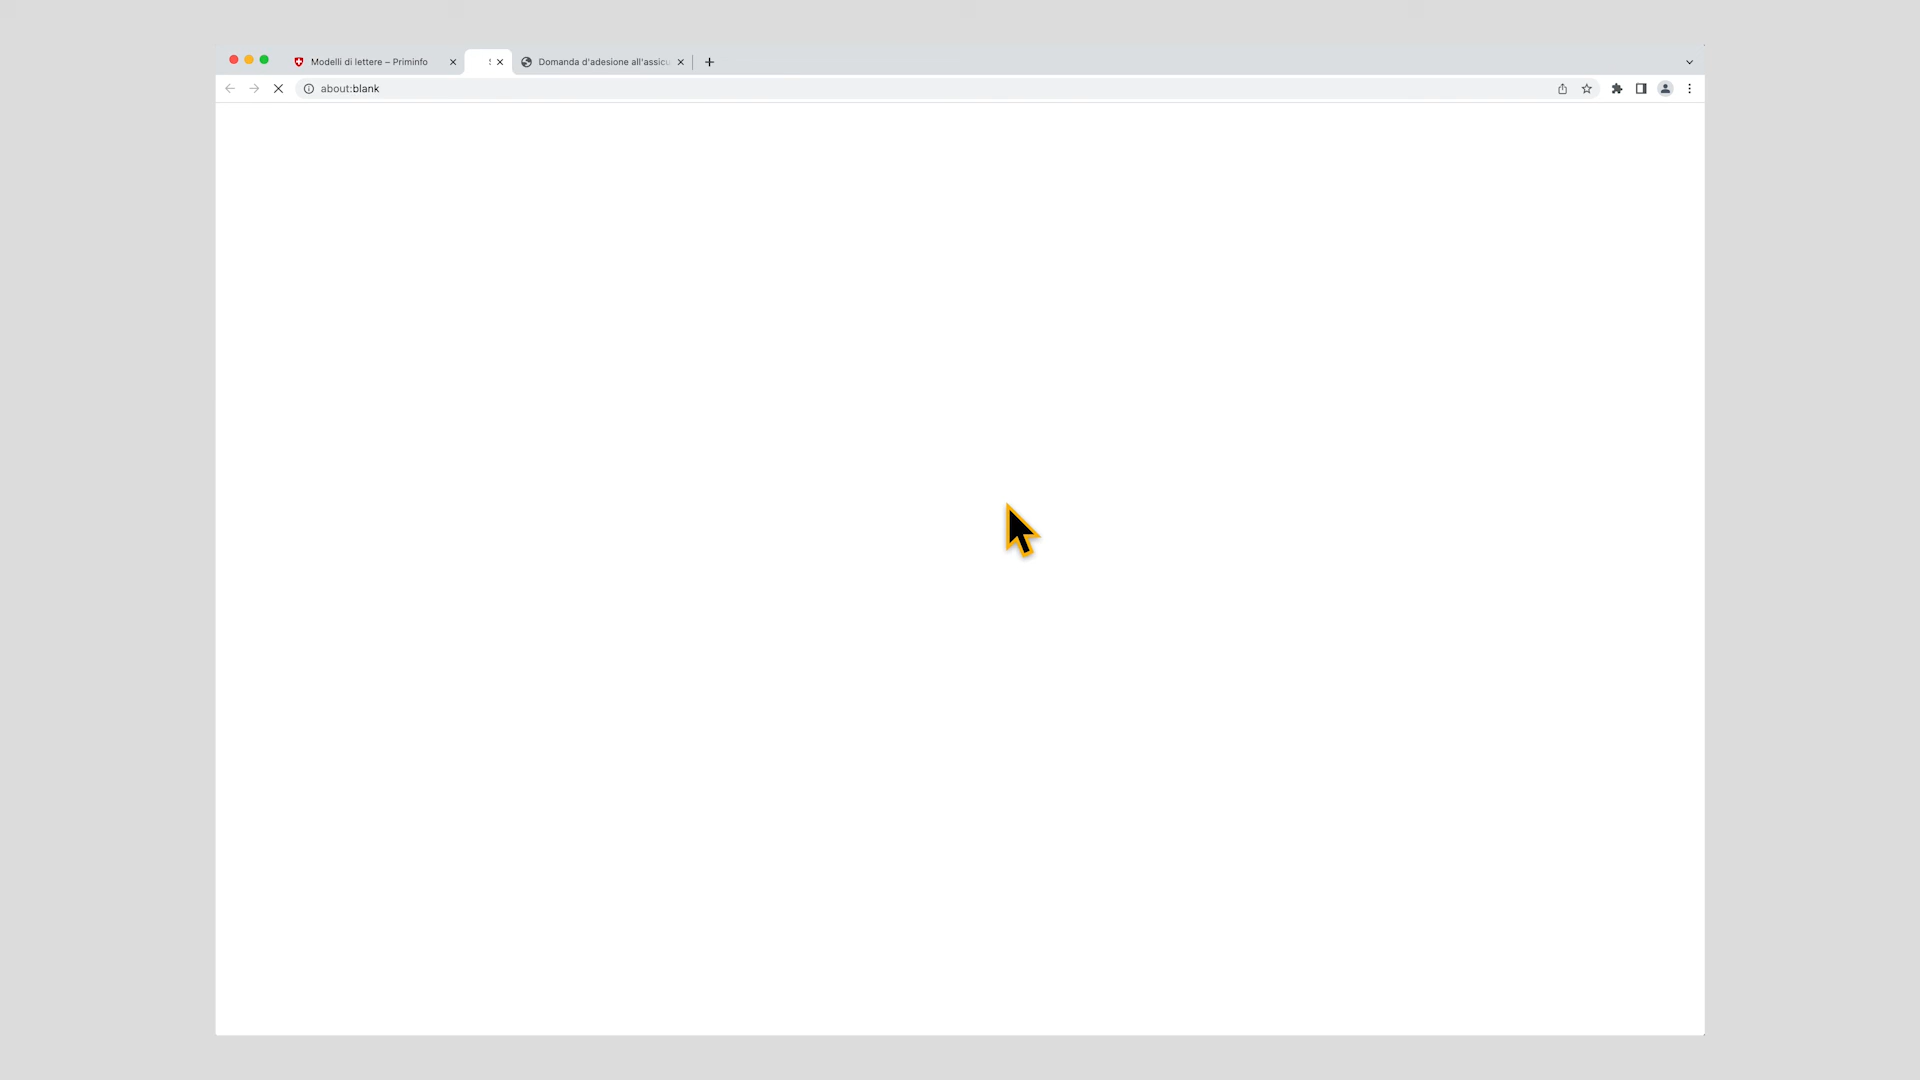 Modelli di lettere – Priminfo
Domanda d'adesione all'assicu
about:blank